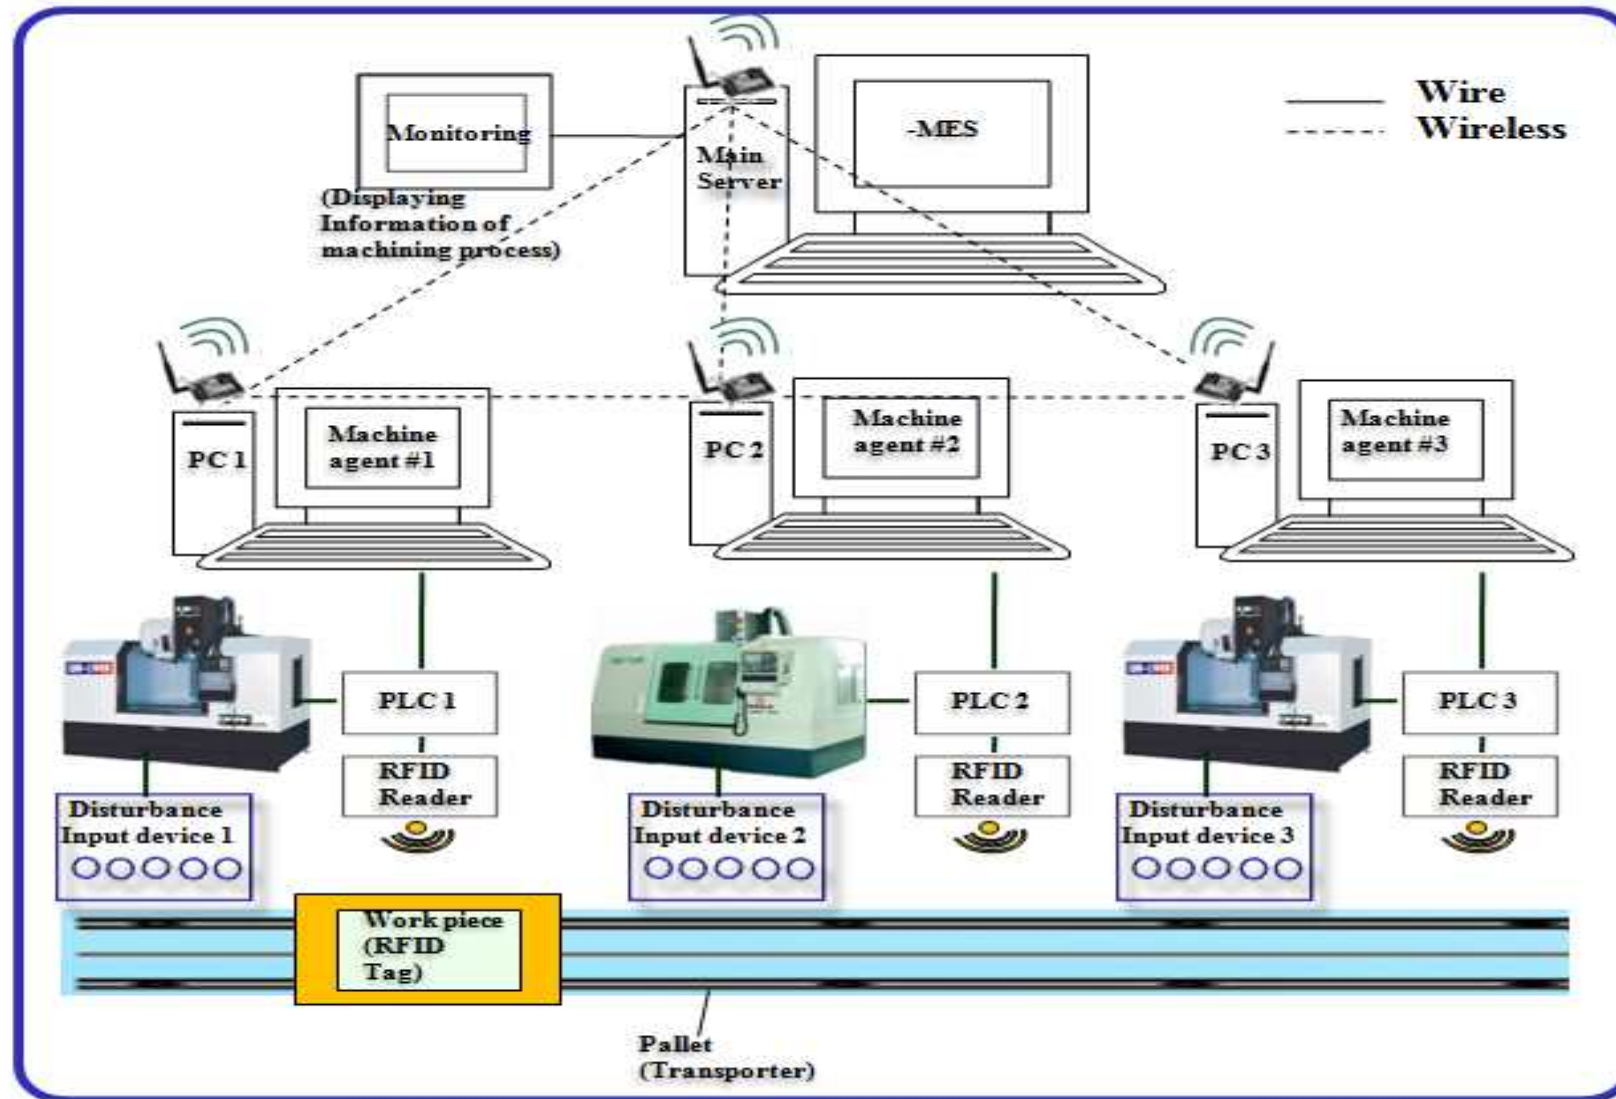 Wire
Wireless
Monitoring
-MES
Main
Server
(Displaying
Information of
machining process)
PC 1
Machine
agent #1
PC 2
Machine
agent #2
PC 3
Machine
agent #3
PLC 1
PLC 2
PLC 3
RFID
Reader
RFID
Reader
RFID
Reader
Disturbance
Input device 1
Disturbance
Input device 2
Disturbance
Input device 3
Work piece
(RFID
Tag)
Pallet
(Transporter)